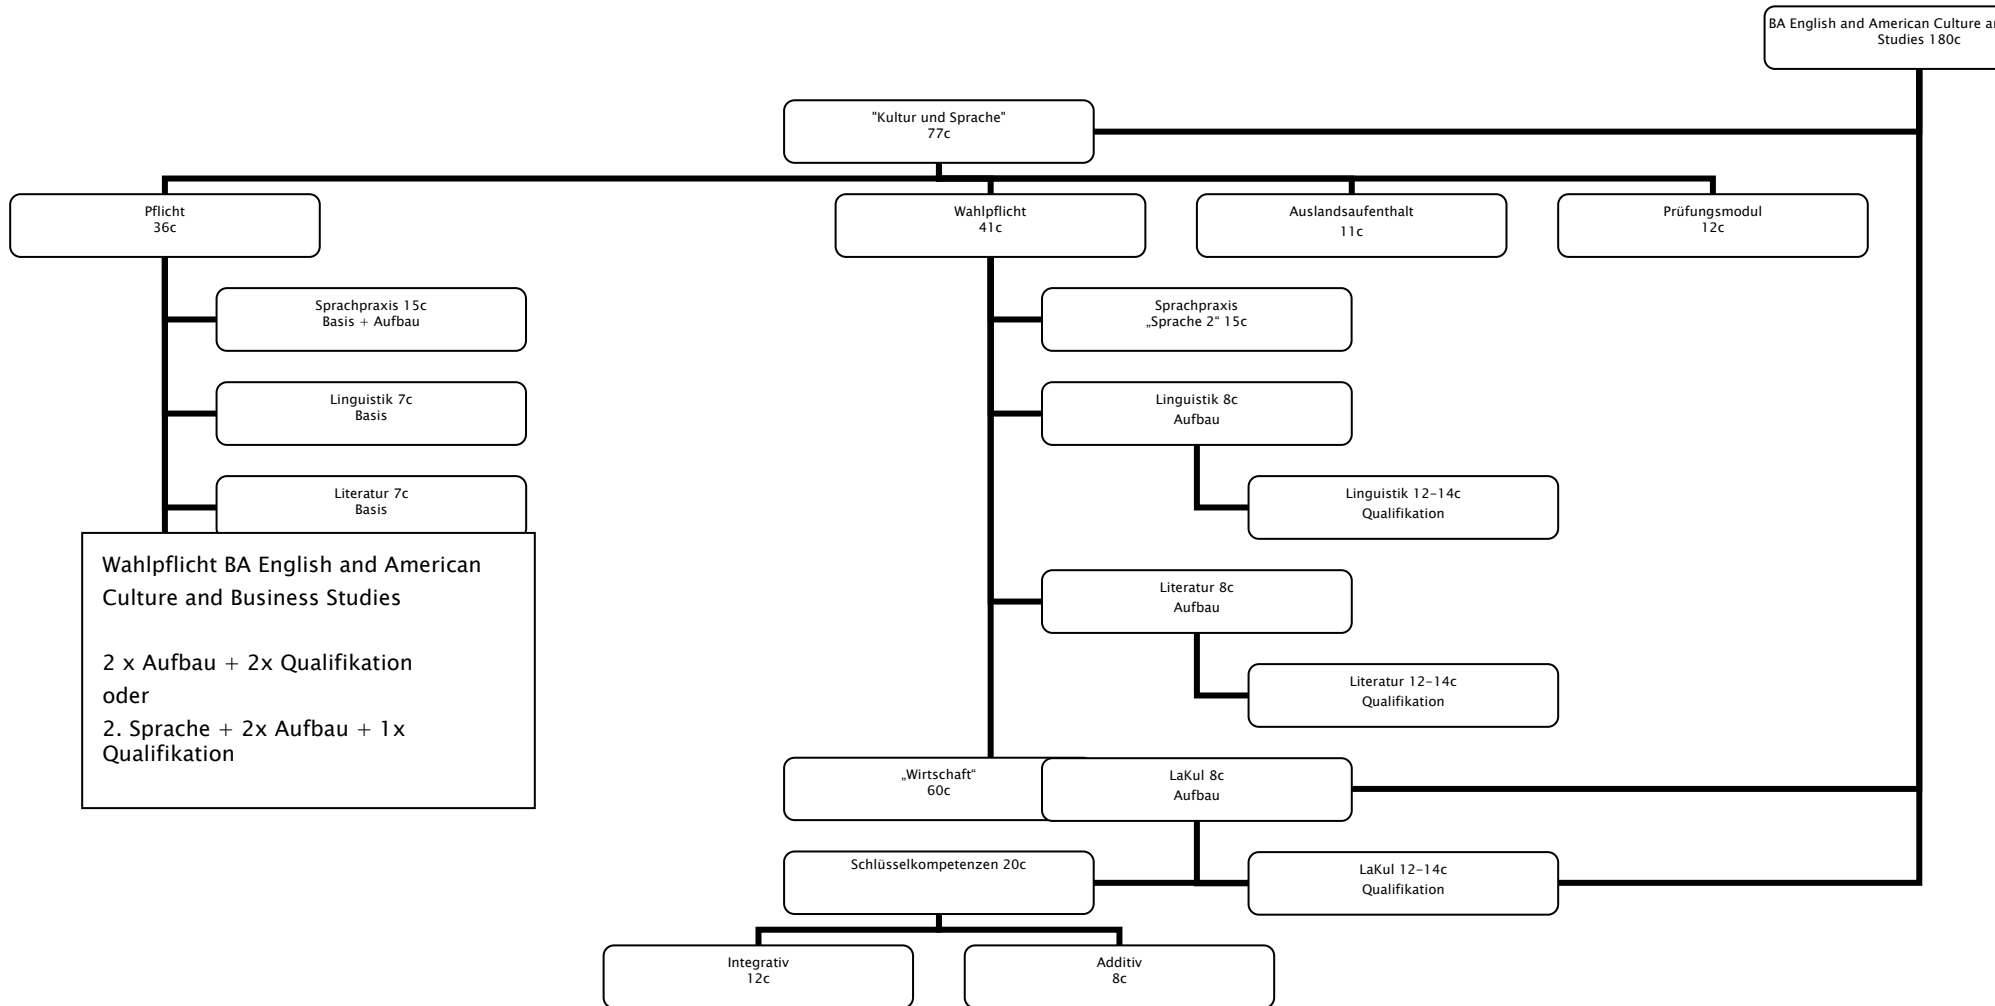 BA English and American Culture
Studies 180c
"Kultur und Sprache"
77c
Pflicht
36c
Wahlpflicht
41c
Auslandsaufenthalt
11c
Prüfungsmodul
12c
Sprachpraxis 15c
Basis + Aufbau
Sprachpraxis
„Sprache 2“ 15c
Linguistik 7c
Basis
Linguistik 8c
Aufbau
Literatur 7c
Basis
Linguistik 12-14c
Qualifikation
Wahlpflicht BA English and American
Culture and Business Studies
2 x Aufbau + 2x Qualifikation
oder
2. Sprache + 2x Aufbau + 1x
Qualifikation
Literatur 8c
Aufbau
Literatur 12-14c
Qualifikation
„Wirtschaft“
60c
LaKul 8c
Aufbau
Schlüsselkompetenzen 20c
LaKul 12-14c
Qualifikation
Integrativ
12c
Additiv
8c